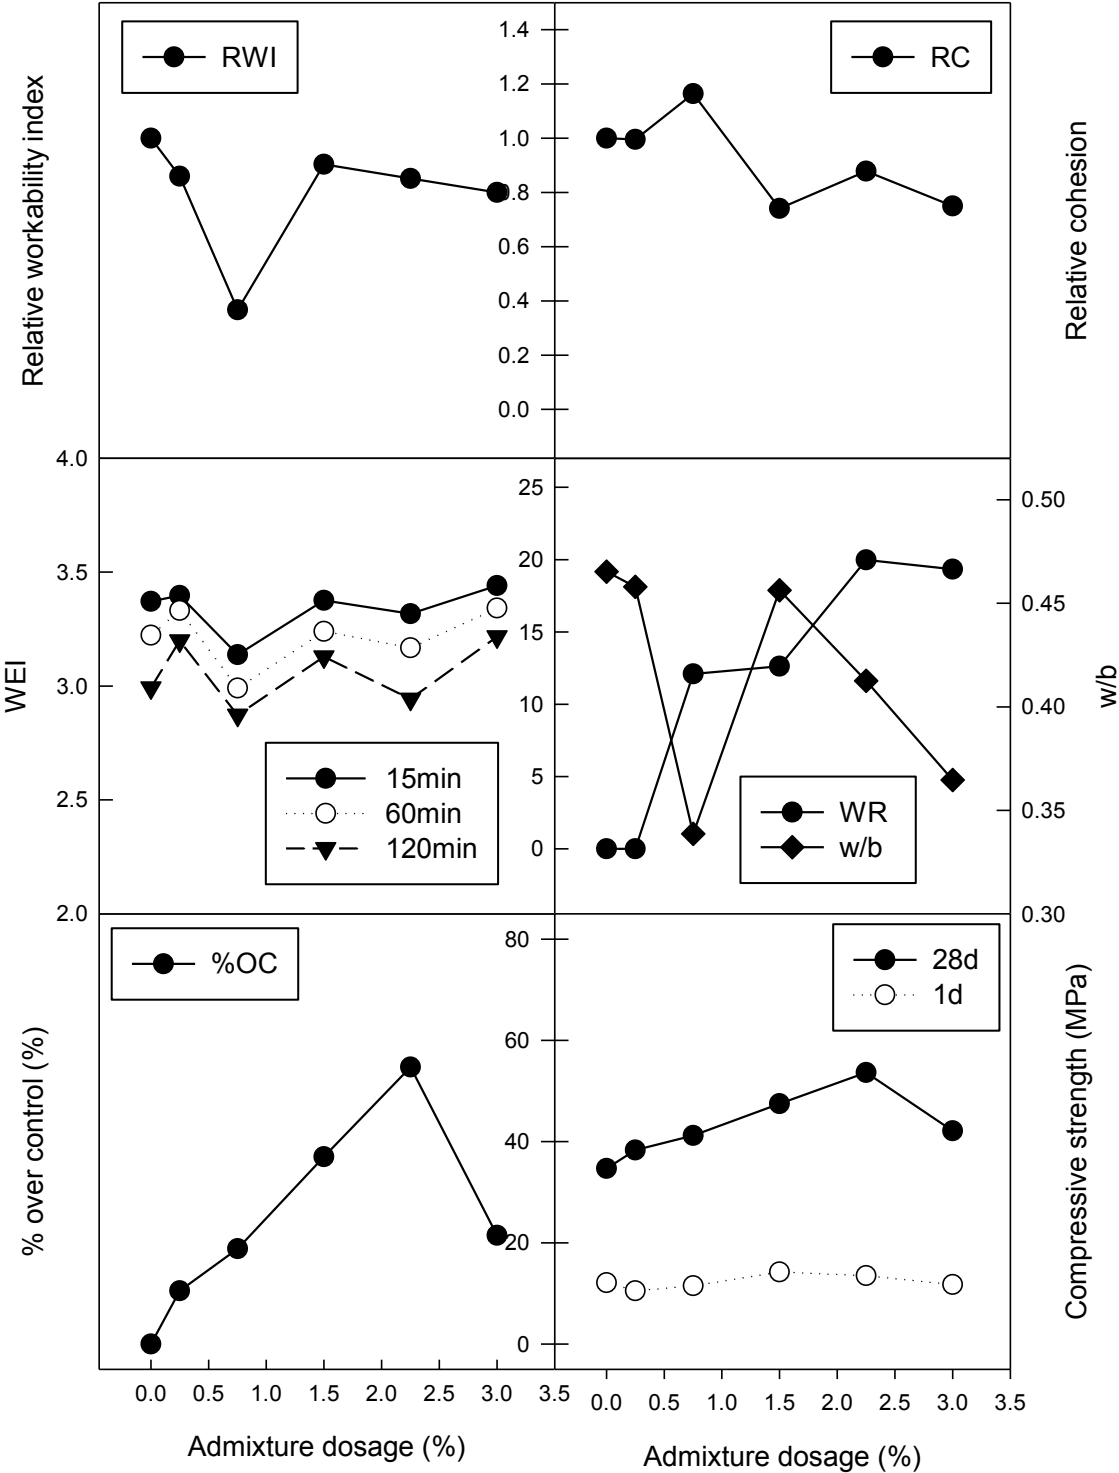 RWI
Relative workability index
1.4
1.2
1.0
0.8
0.6
0.4
0.2
0.0
RC
Relative cohesion
4.0
3.5
3.0
2.5
2.0
WEI
15min
60min
120min
25
20
15
10
5
0
WR
w/b
0.50
0.45
0.40
0.35
0.30
w/b
%OC
% over control (%)
80
60
40
20
0
28d
1d
Compressive strength (MPa)
0.0 0.5 1.0 1.5 2.0 2.5 3.0 3.5
Admixture dosage (%)
0.0 0.5 1.0 1.5 2.0 2.5 3.0 3.5
Admixture dosage (%)